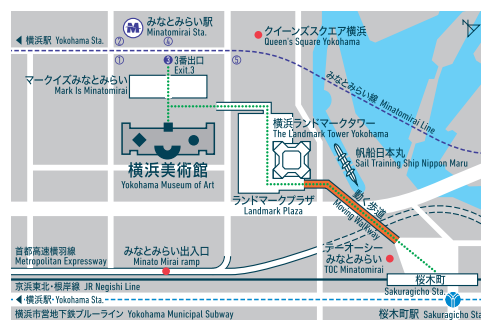 みなとみらい駅
Minatomirai Sta.
横浜駅 Yokohama Sta.
② ④
クイーンズスクエア横浜
Queen's Square Yokohama
① ③ 3番出口
Exit.3
⑤
マークイズみなとみらい
Mark Is Minatomirai
みなとみらい線 Minatomirai Line
横浜ランドマークタワー
The Landmark Tower Yokohama
帆船日本丸
Sail Training Ship Nippon Maru
横浜美術館
Yokohama Museum of Art
ランドマークプラザ
Landmark Plaza
動く歩道
Moving Walkway
首都高速横羽線
Metropolitan Expressway
みなとみらい出入口
Minato Mirai ramp
テーオーシー
みなとみらい
TOC Minatomirai
桜木町
Sakuragicho Sta.
京浜東北・根岸線 JR Negishi Line
横浜駅・Yokohama Sta.
横浜市営地下鉄ブルーライン Yokohama Municipal Subway
桜木町駅 Sakuragicho Sta.
N